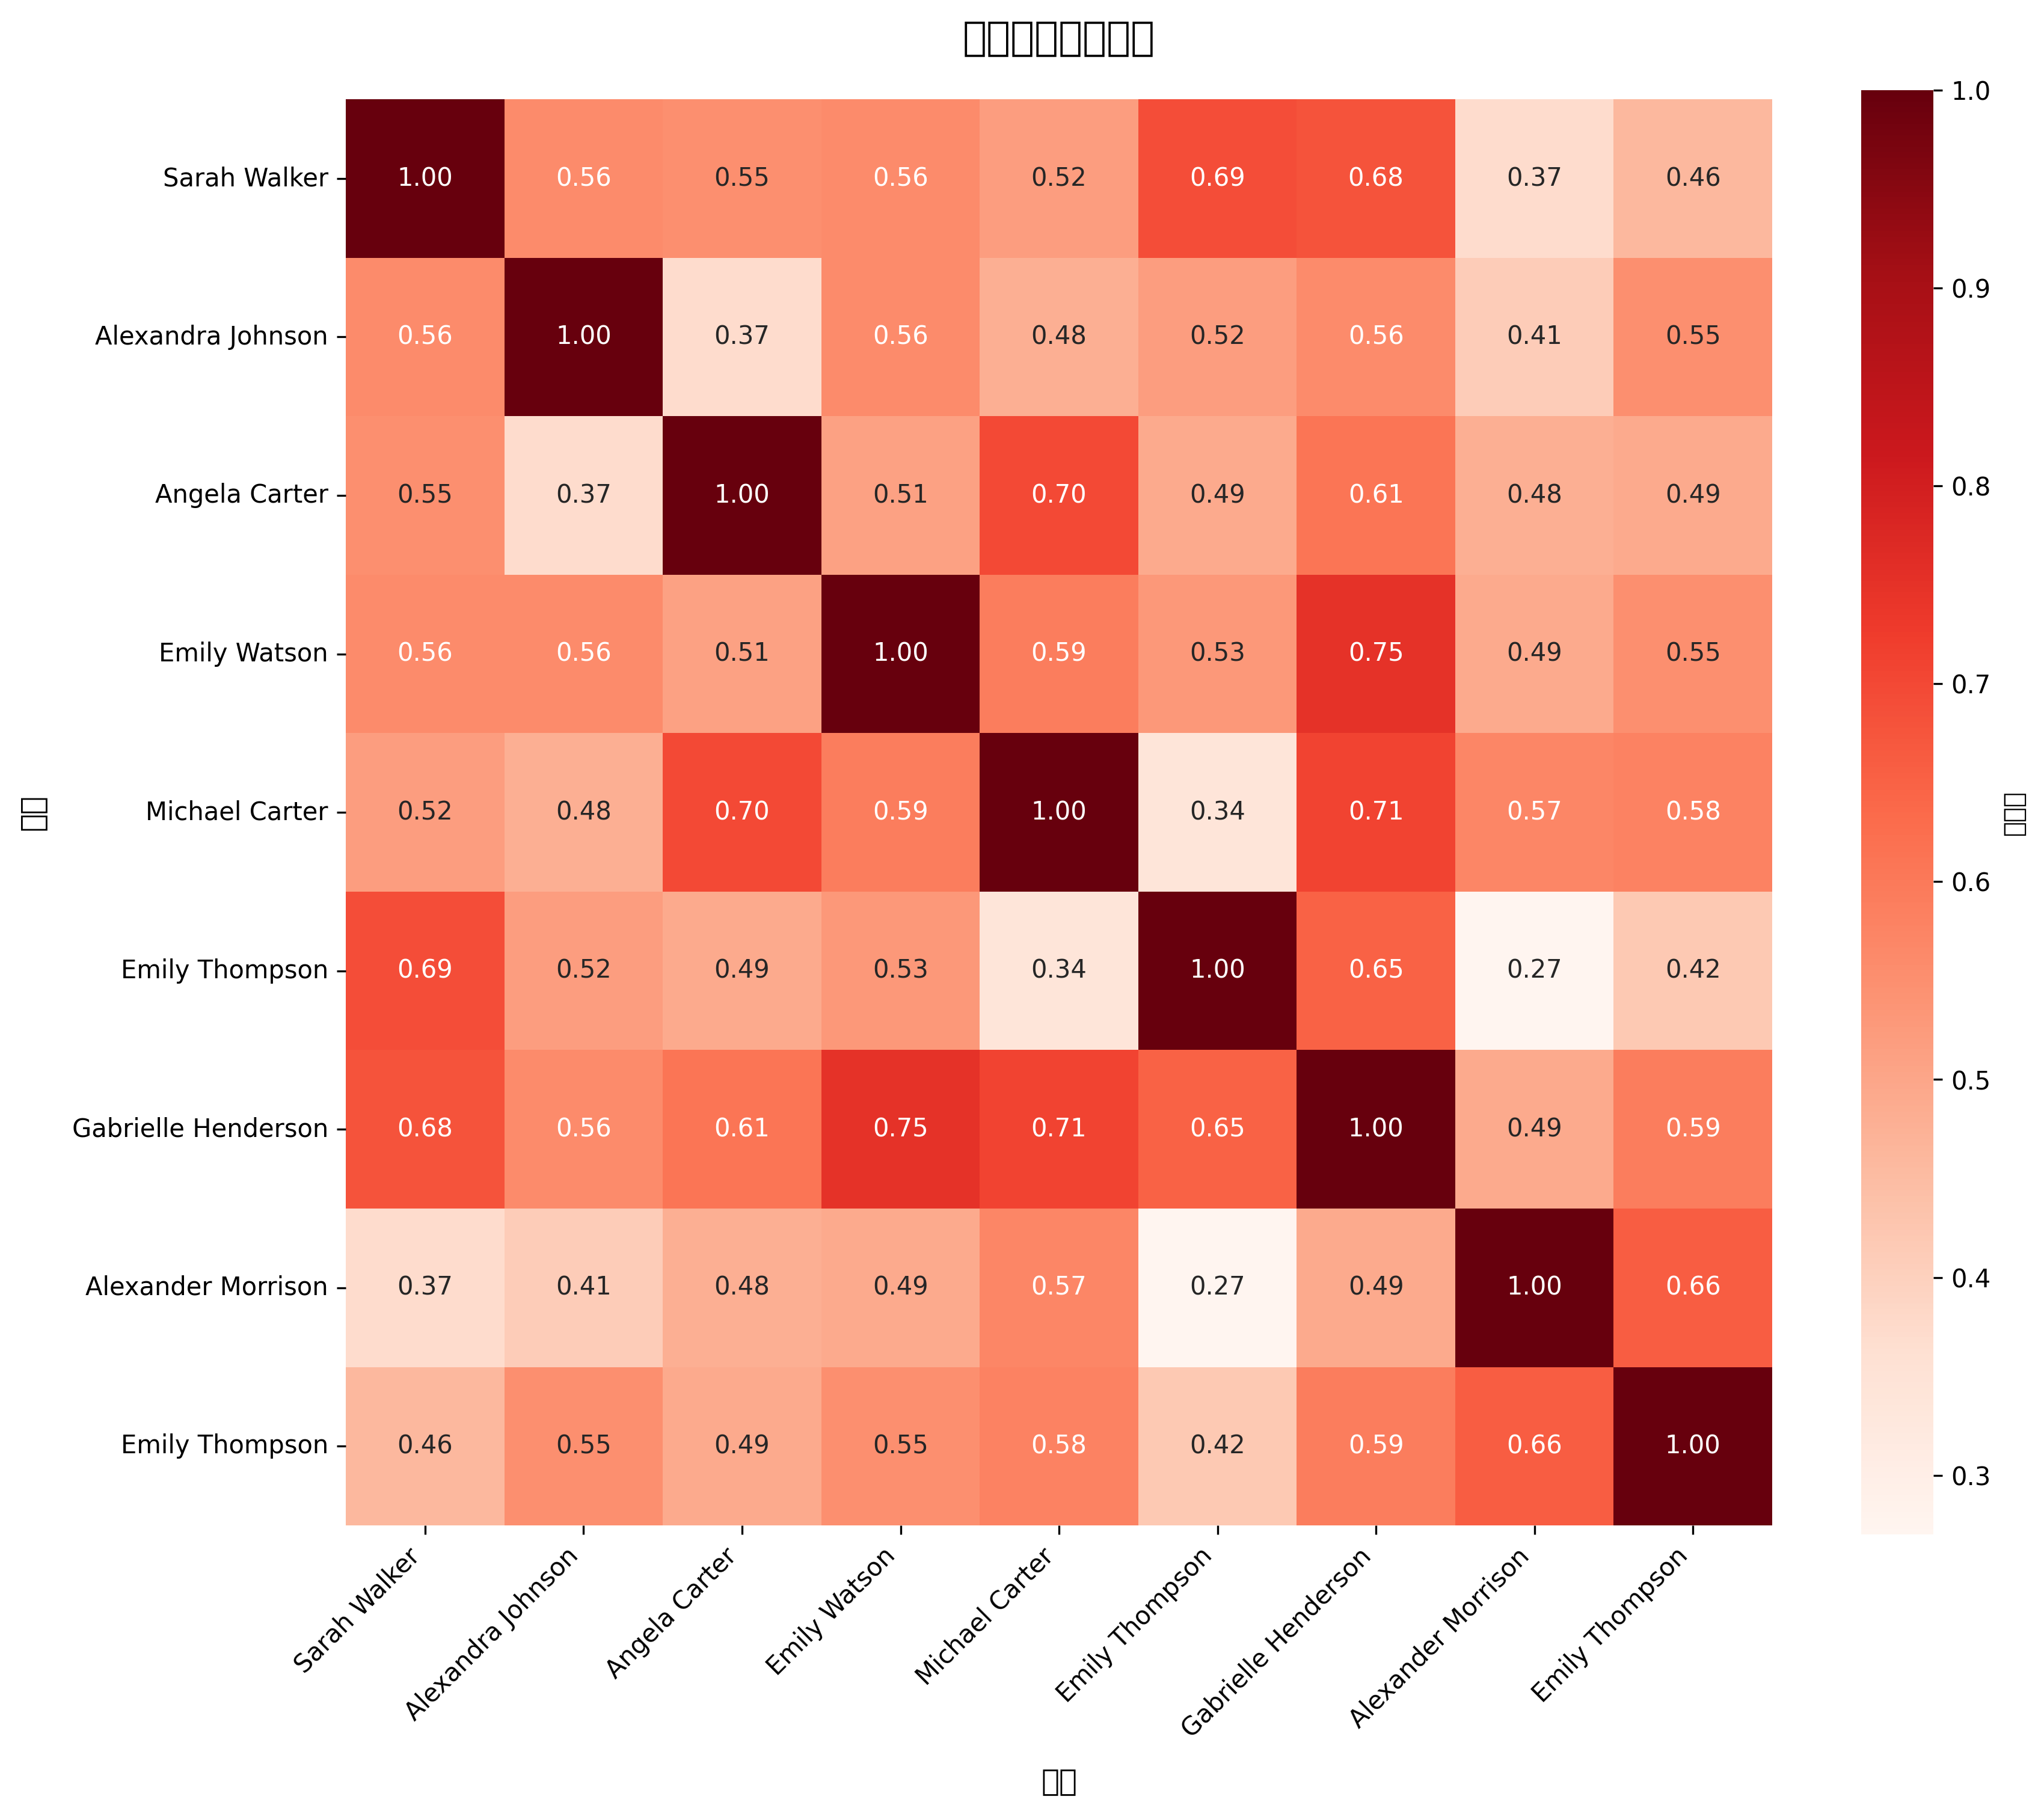 Sarah Walker 1.00 0.56 0.55 0.56 0.52 0.69 0.68 0.37 0.46
Alexandra Johnson 0.56 1.00 0.37 0.56 0.48 0.52 0.56 0.41 0.55
Angela Carter 0.55 0.37 1.00 0.51 0.70 0.49 0.61 0.48 0.49
Emily Watson 0.56 0.56 0.51 1.00 0.59 0.53 0.75 0.49 0.55
Michael Carter 0.52 0.48 0.70 0.59 1.00 0.34 0.71 0.57 0.58
Emily Thompson 0.69 0.52 0.49 0.53 0.34 1.00 0.65 0.27 0.42
Gabrielle Henderson 0.68 0.56 0.61 0.75 0.71 0.65 1.00 0.49 0.59
Alexander Morrison 0.37 0.41 0.48 0.49 0.57 0.27 0.49 1.00 0.66
Emily Thompson 0.46 0.55 0.49 0.55 0.58 0.42 0.59 0.66 1.00
Sarah Walker
Alexandra Johnson
Angela Carter
Emily Watson
Michael Carter
Emily Thompson
Gabrielle Henderson
Alexander Morrison
Emily Thompson
1.0
0.9
0.8
0.7
0.6
0.5
0.4
0.3